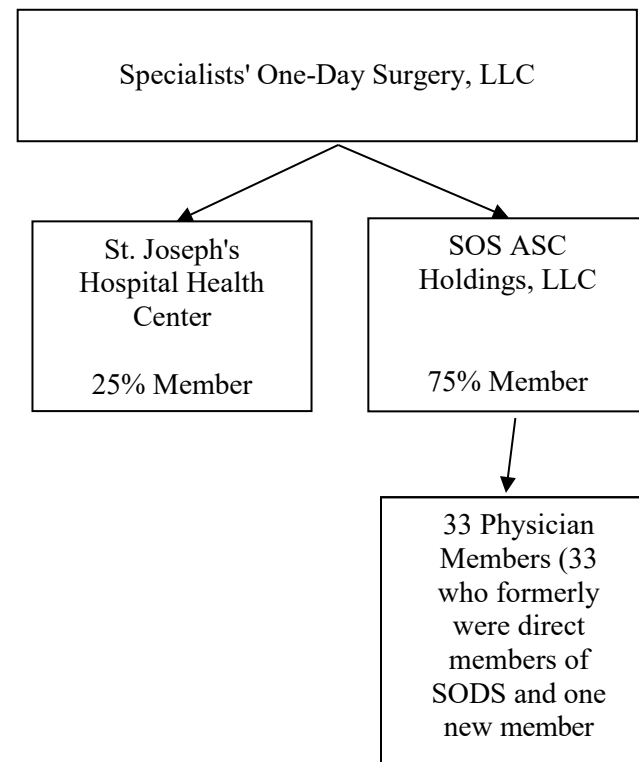 Specialists' One-Day Surgery, LLC
St. Joseph's
Hospital Health
Center
25% Member
SOS ASC
Holdings, LLC
75% Member
33 Physician
Members (33
who formerly
were direct
members of
SODS and one
new member